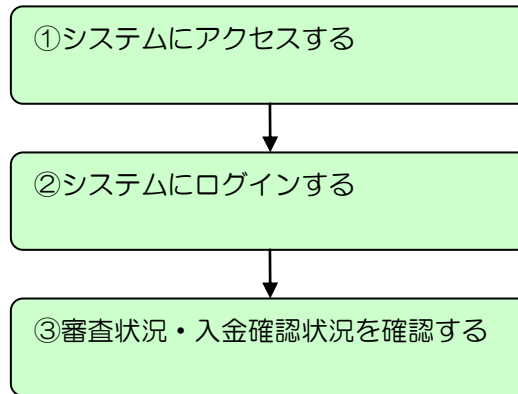 ①システムにアクセスする
②システムにログインする
③審査状況・入金確認状況を確認する